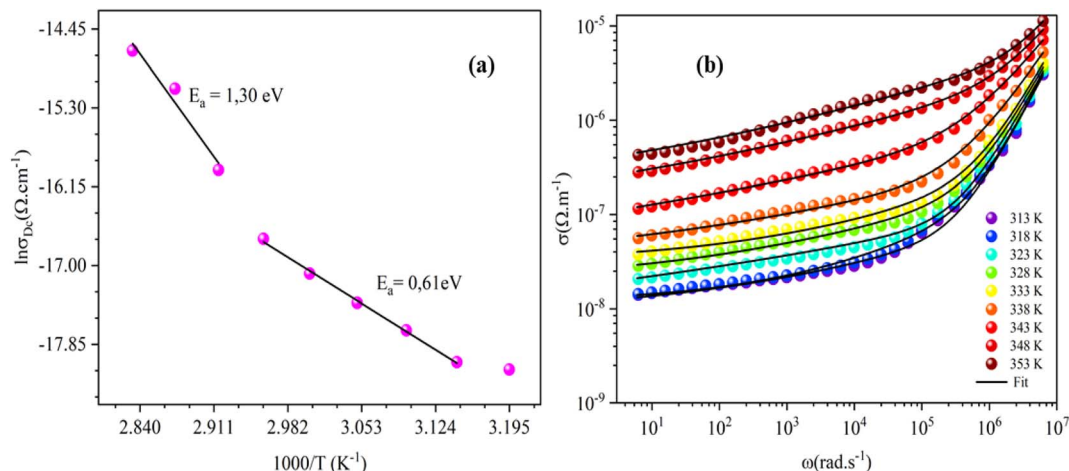 -14.45
-15.30
-16.15
-17.00
-17.85
lnσDc(Ω.cm)
(a)
Ea = 1,30 eV
Ea= 0,61eV
2.840 2.911 2.982 3.053 3.124 3.195
1000/T (K-1)
10-5
10-6
10-7
10-8
10-9
σ(Ω.m-1)
(b)
313 K
318 K
323 K
328 K
333 K
338 K
343 K
348 K
353 K
Fit
101 102 103 104 105 106 107
ω(rad.s-1)